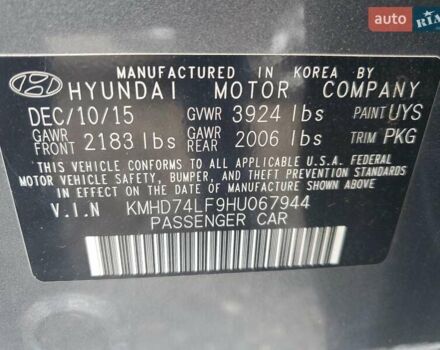 auto RIA
MANUFACTURED IN KOREA BY
HYUNDAI MOTOR COMPANY
DEC/10/15 GVWR 3924 lbs PAINT UYS
GAWR FRONT 2183 lbs GAWR REAR 2006 lbs TRIM PKG
THIS VEHICLE CONFORMS TO ALL APPLICABLE U.S.A. FEDERAL
MOTOR VEHICLE SAFETY, BUMPER, AND THEFT PREVENTION STANDARDS
IN EFFECT ON THE DATE OF MANUFACTURE SHOWN ABOVE.
V.I.N KMHD74LF9HU067944
PASSENGER CAR